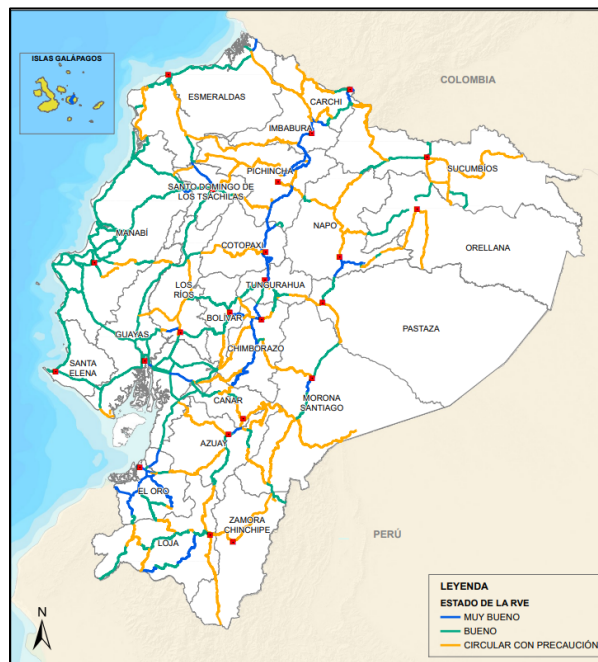 ISLAS GALÁPAGOS
COLOMBIA
ESMERALDAS
CARCHI
IMBABURA
SUCUMBÍOS
PICHINCHA
SANTO DOMINGO DE
LOS TSÁCHILAS
NAPO
MANABÍ
COTOPAXI
ORELLANA
TUNGURAHUA
LOS
RÍOS
BOLÍVAR
PASTAZA
GUAYAS
CHIMBORAZO
SANTA
ELENA
CAÑAR
MORONA
SANTIAGO
AZUAY
EL ORO
ZAMORA
CHINCHIPE
LOJA
PERÚ
N
LEYENDA
ESTADO DE LA RVE
MUY BUENO
BUENO
CIRCULAR CON PRECAUCIÓN